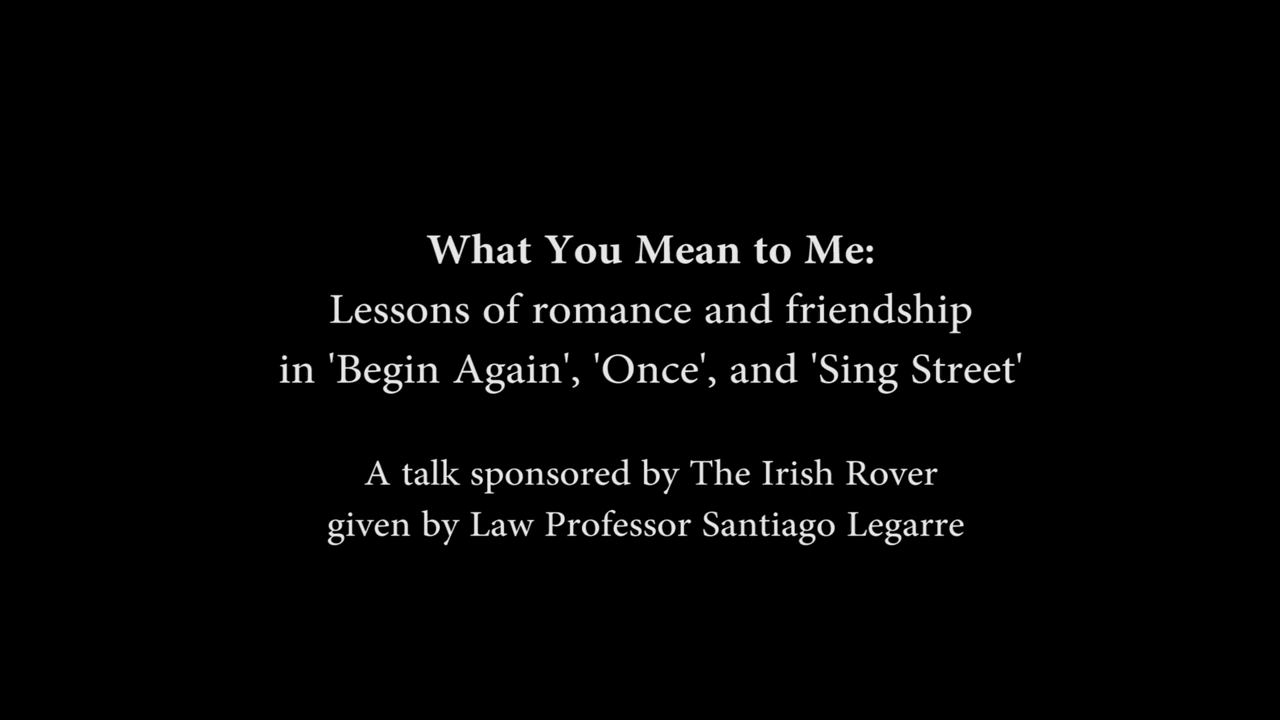 What You Mean to Me:
Lessons of romance and friendship
in 'Begin Again', 'Once', and 'Sing Street'
A talk sponsored by The Irish Rover
given by Law Professor Santiago Legarre